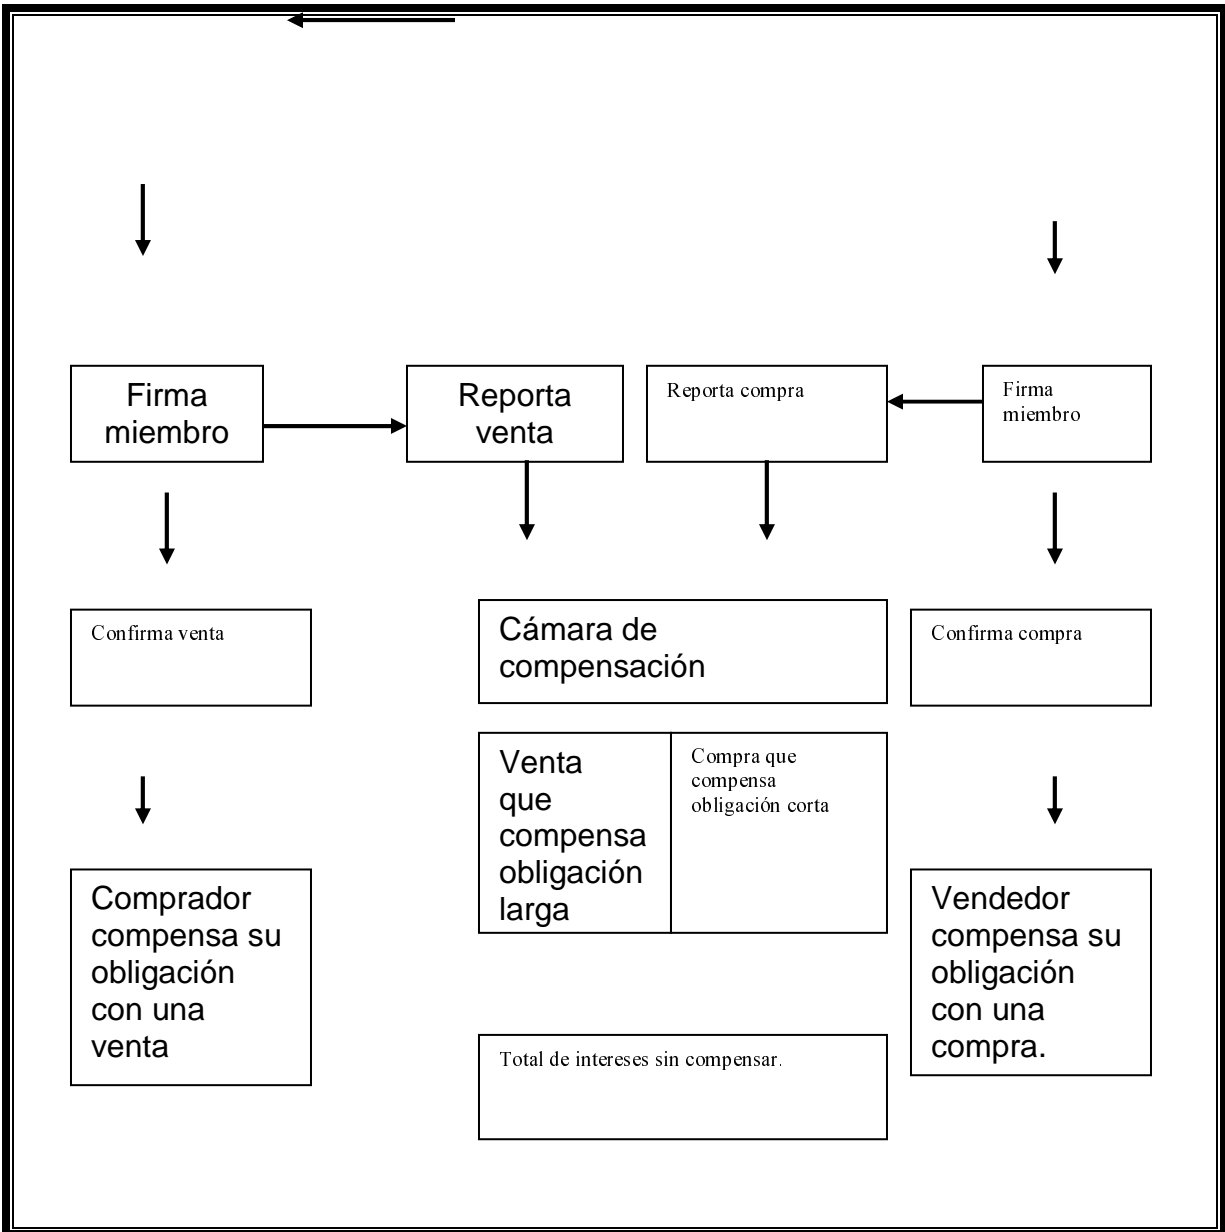 Firma
miembro
Reporta
venta
Reporta compra
Firma
miembro
Confirma venta
Cámara de
compensación
Confirma compra
Venta
que
compensa
obligación
larga
Compra que
compensa
obligación corta
Comprador
compensa su
obligación
con una
venta
Vendedor
compensa su
obligación
con una
compra.
Total de intereses sin compensar.